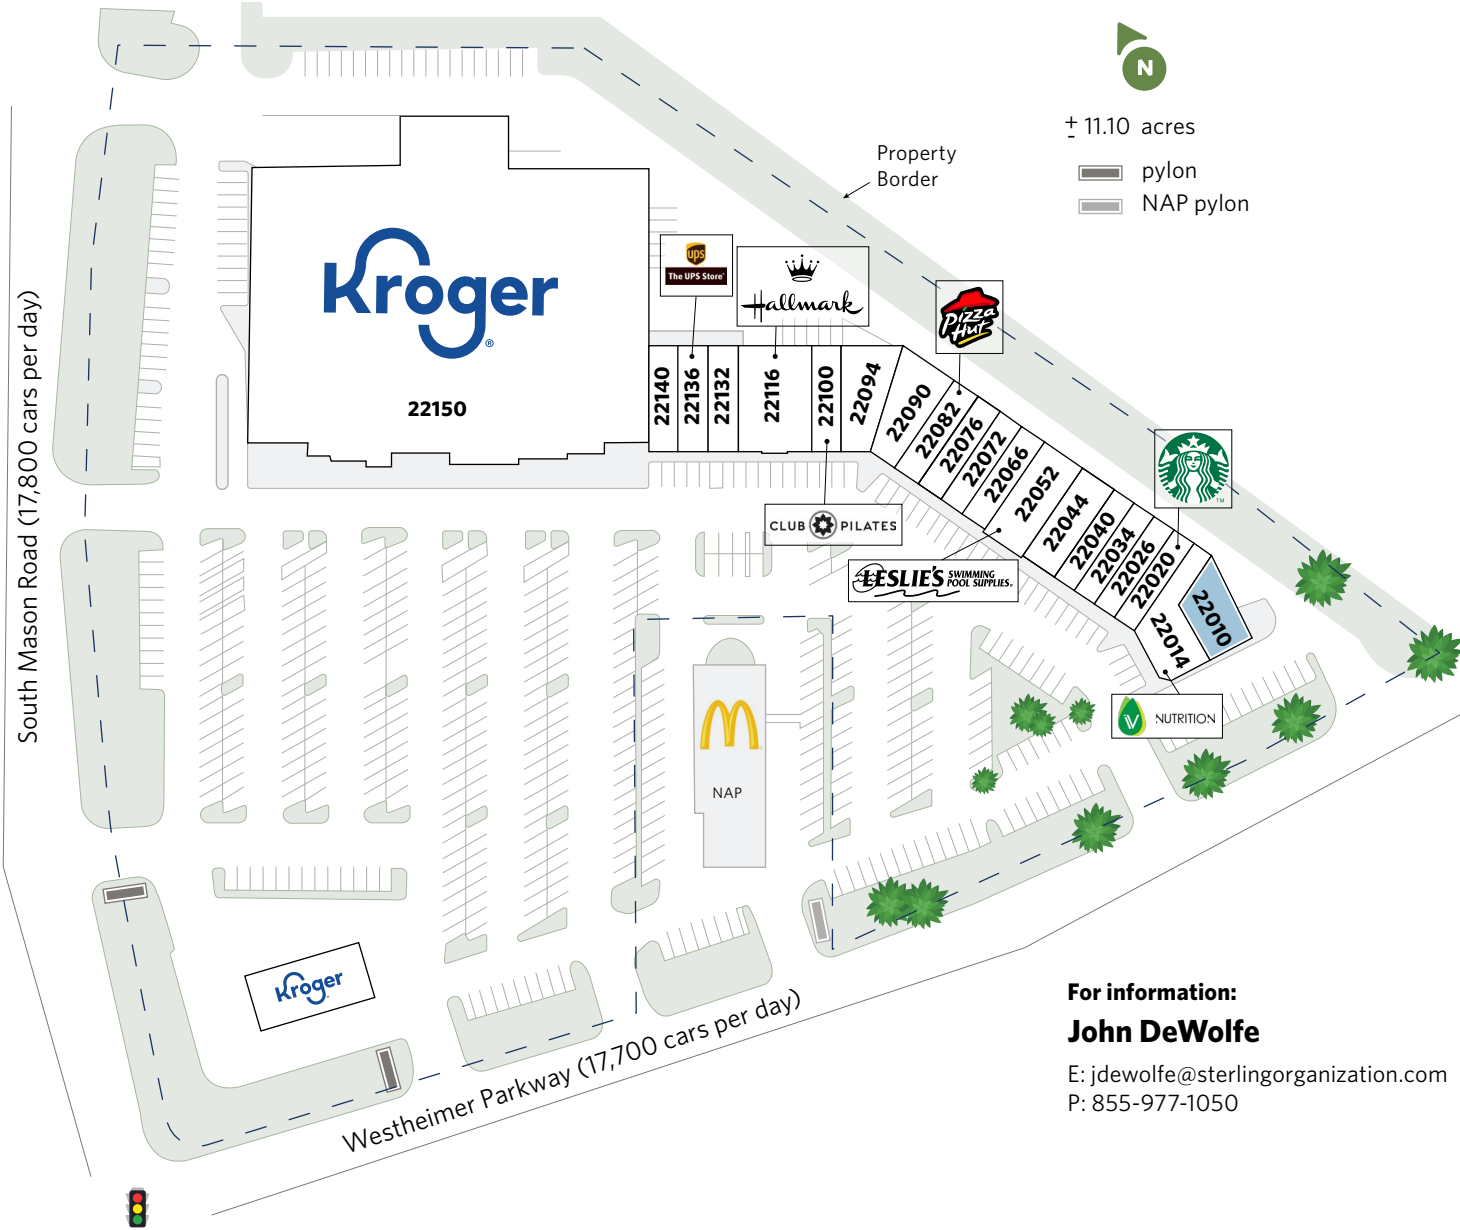 N
± 11.10 acres
pylon
NAP pylon
Property
Border
South Mason Road (17,800 cars per day)
Kroger®
22150
ups
The UPS Store®
Hallmark
Pizza
Hut
22140
22136
22132
22116
22100
22094
22090
22082
22076
22072
22066
22052
22044
22040
22034
22026
22020
22014
22010
TM
CLUB PILATES
LESLIE'S SWIMMING
POOL SUPPLIES.
IV NUTRITION
NAP
Kroger
Westheimer Parkway (17,700 cars per day)
For information:
John DeWolfe
E: jdewolfe@sterlingorganization.com
P: 855-977-1050